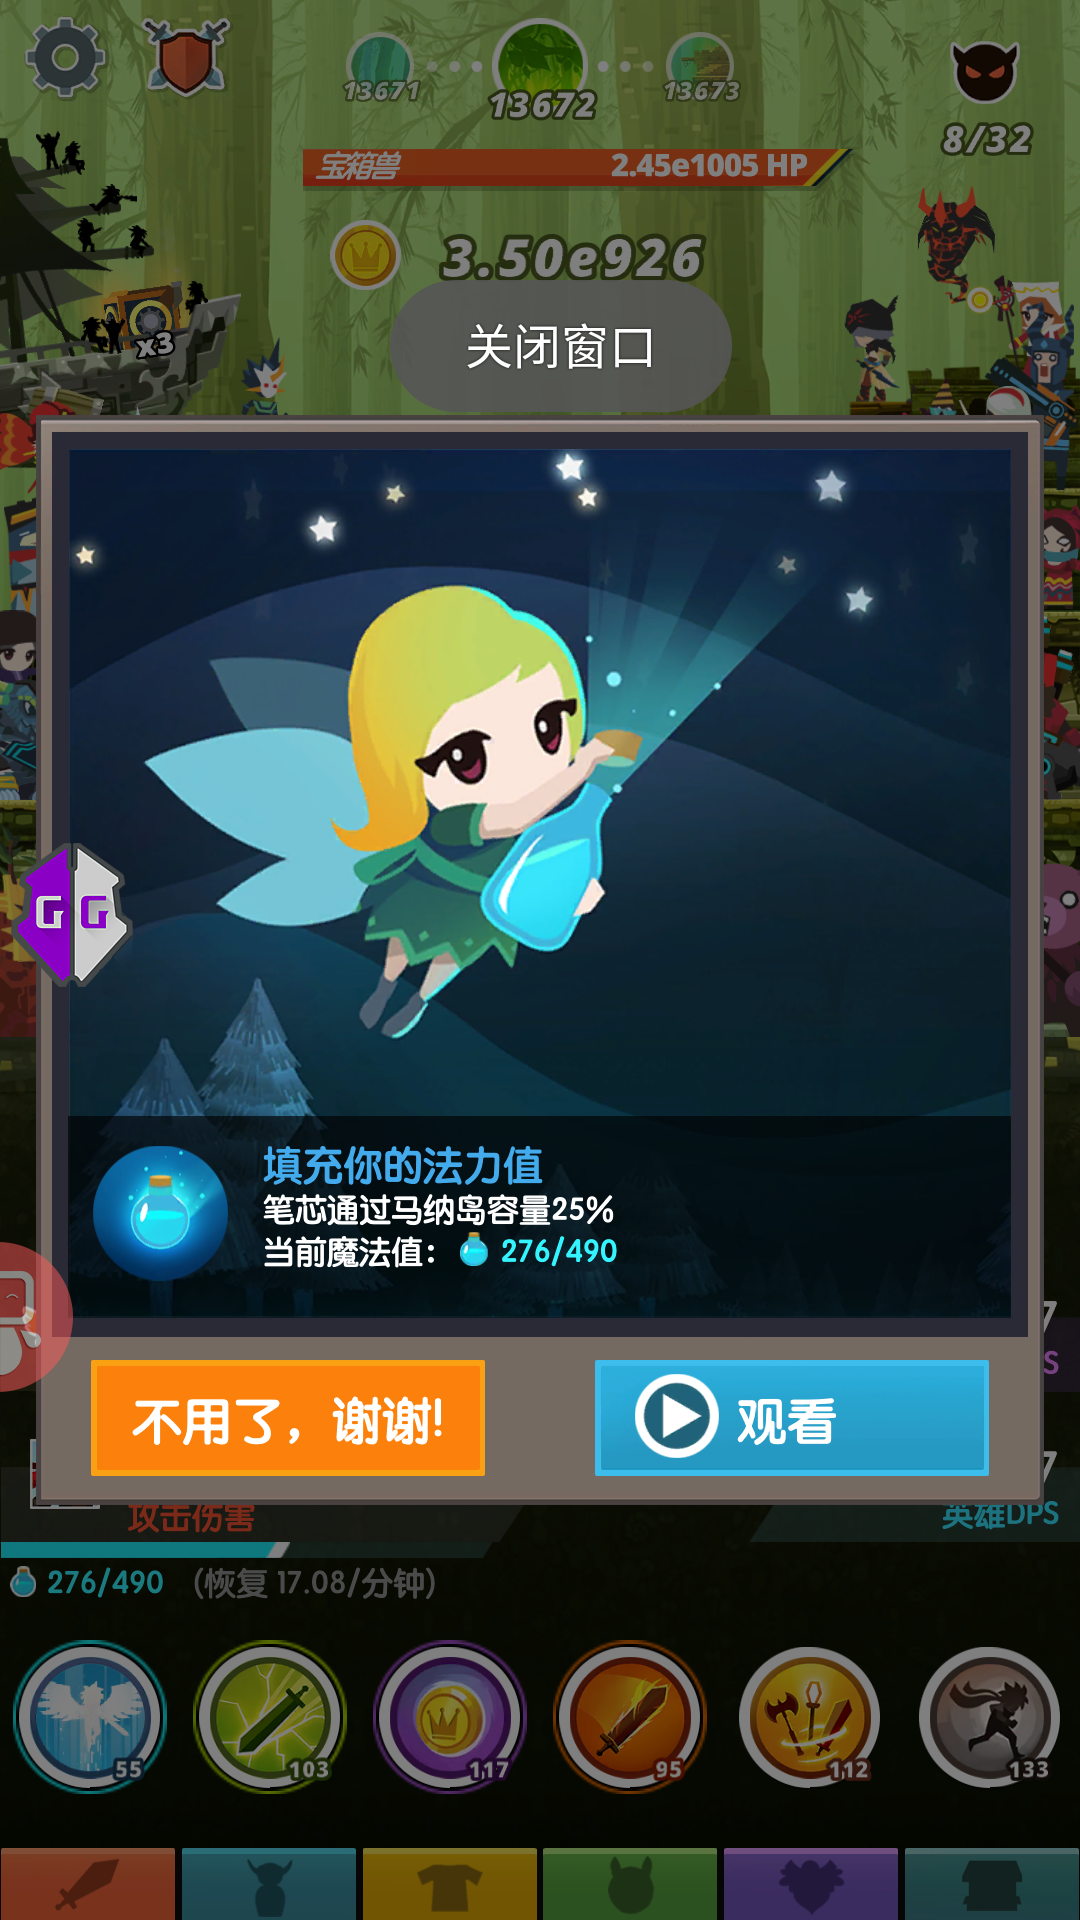 13671
13672
13673
8/32
宝箱兽
2.45e1005 HP
3.50e926
x3
关闭窗口
GG
填充你的法力值
笔芯通过马纳岛容量25%
当前魔法值: 276/490
不用了，谢谢!
观看
攻击伤害
英雄DPS
276/490 (恢复 17.08/分钟)
55
103
117
95
112
133